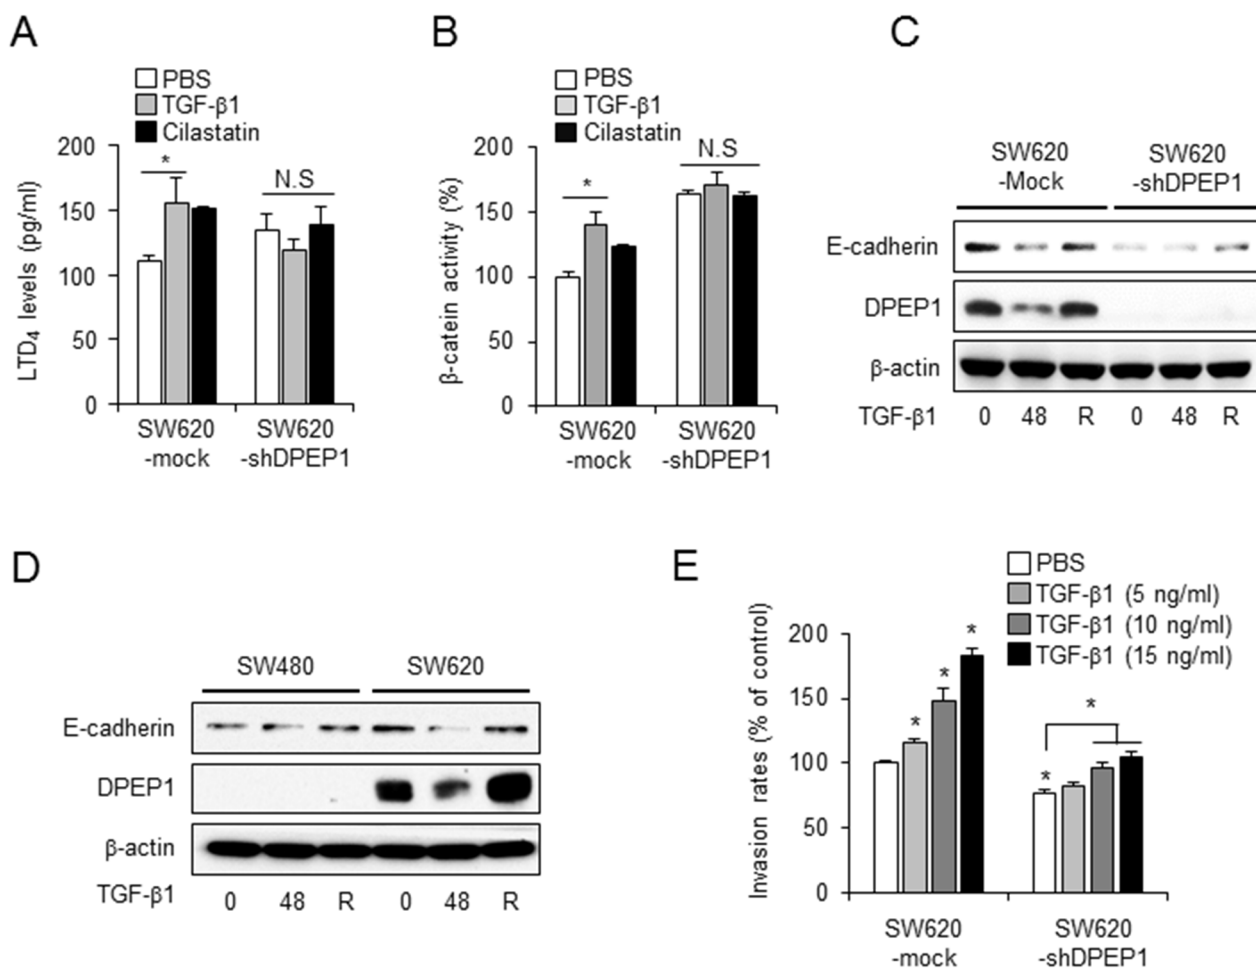 A
PBS
TGF-β1
Cilastatin
LTD4 levels (pg/ml)
200
150
100
50
0
*
N.S
SW620
-mock
SW620
-shDPEP1
B
PBS
TGF-β1
Cilastatin
β-catein activity (%)
200
150
100
50
0
*
N.S
SW620
-mock
SW620
-shDPEP1
C
SW620
-Mock
SW620
-shDPEP1
E-cadherin
DPEP1
β-actin
TGF-β1 0 48 R 0 48 R
D
SW480 SW620
E-cadherin
DPEP1
β-actin
TGF-β1 0 48 R 0 48 R
E
PBS
TGF-β1 (5 ng/ml)
TGF-β1 (10 ng/ml)
TGF-β1 (15 ng/ml)
Invasion rates (% of control)
200
150
100
50
0
*
*
*
*
*
SW620
-mock
SW620
-shDPEP1